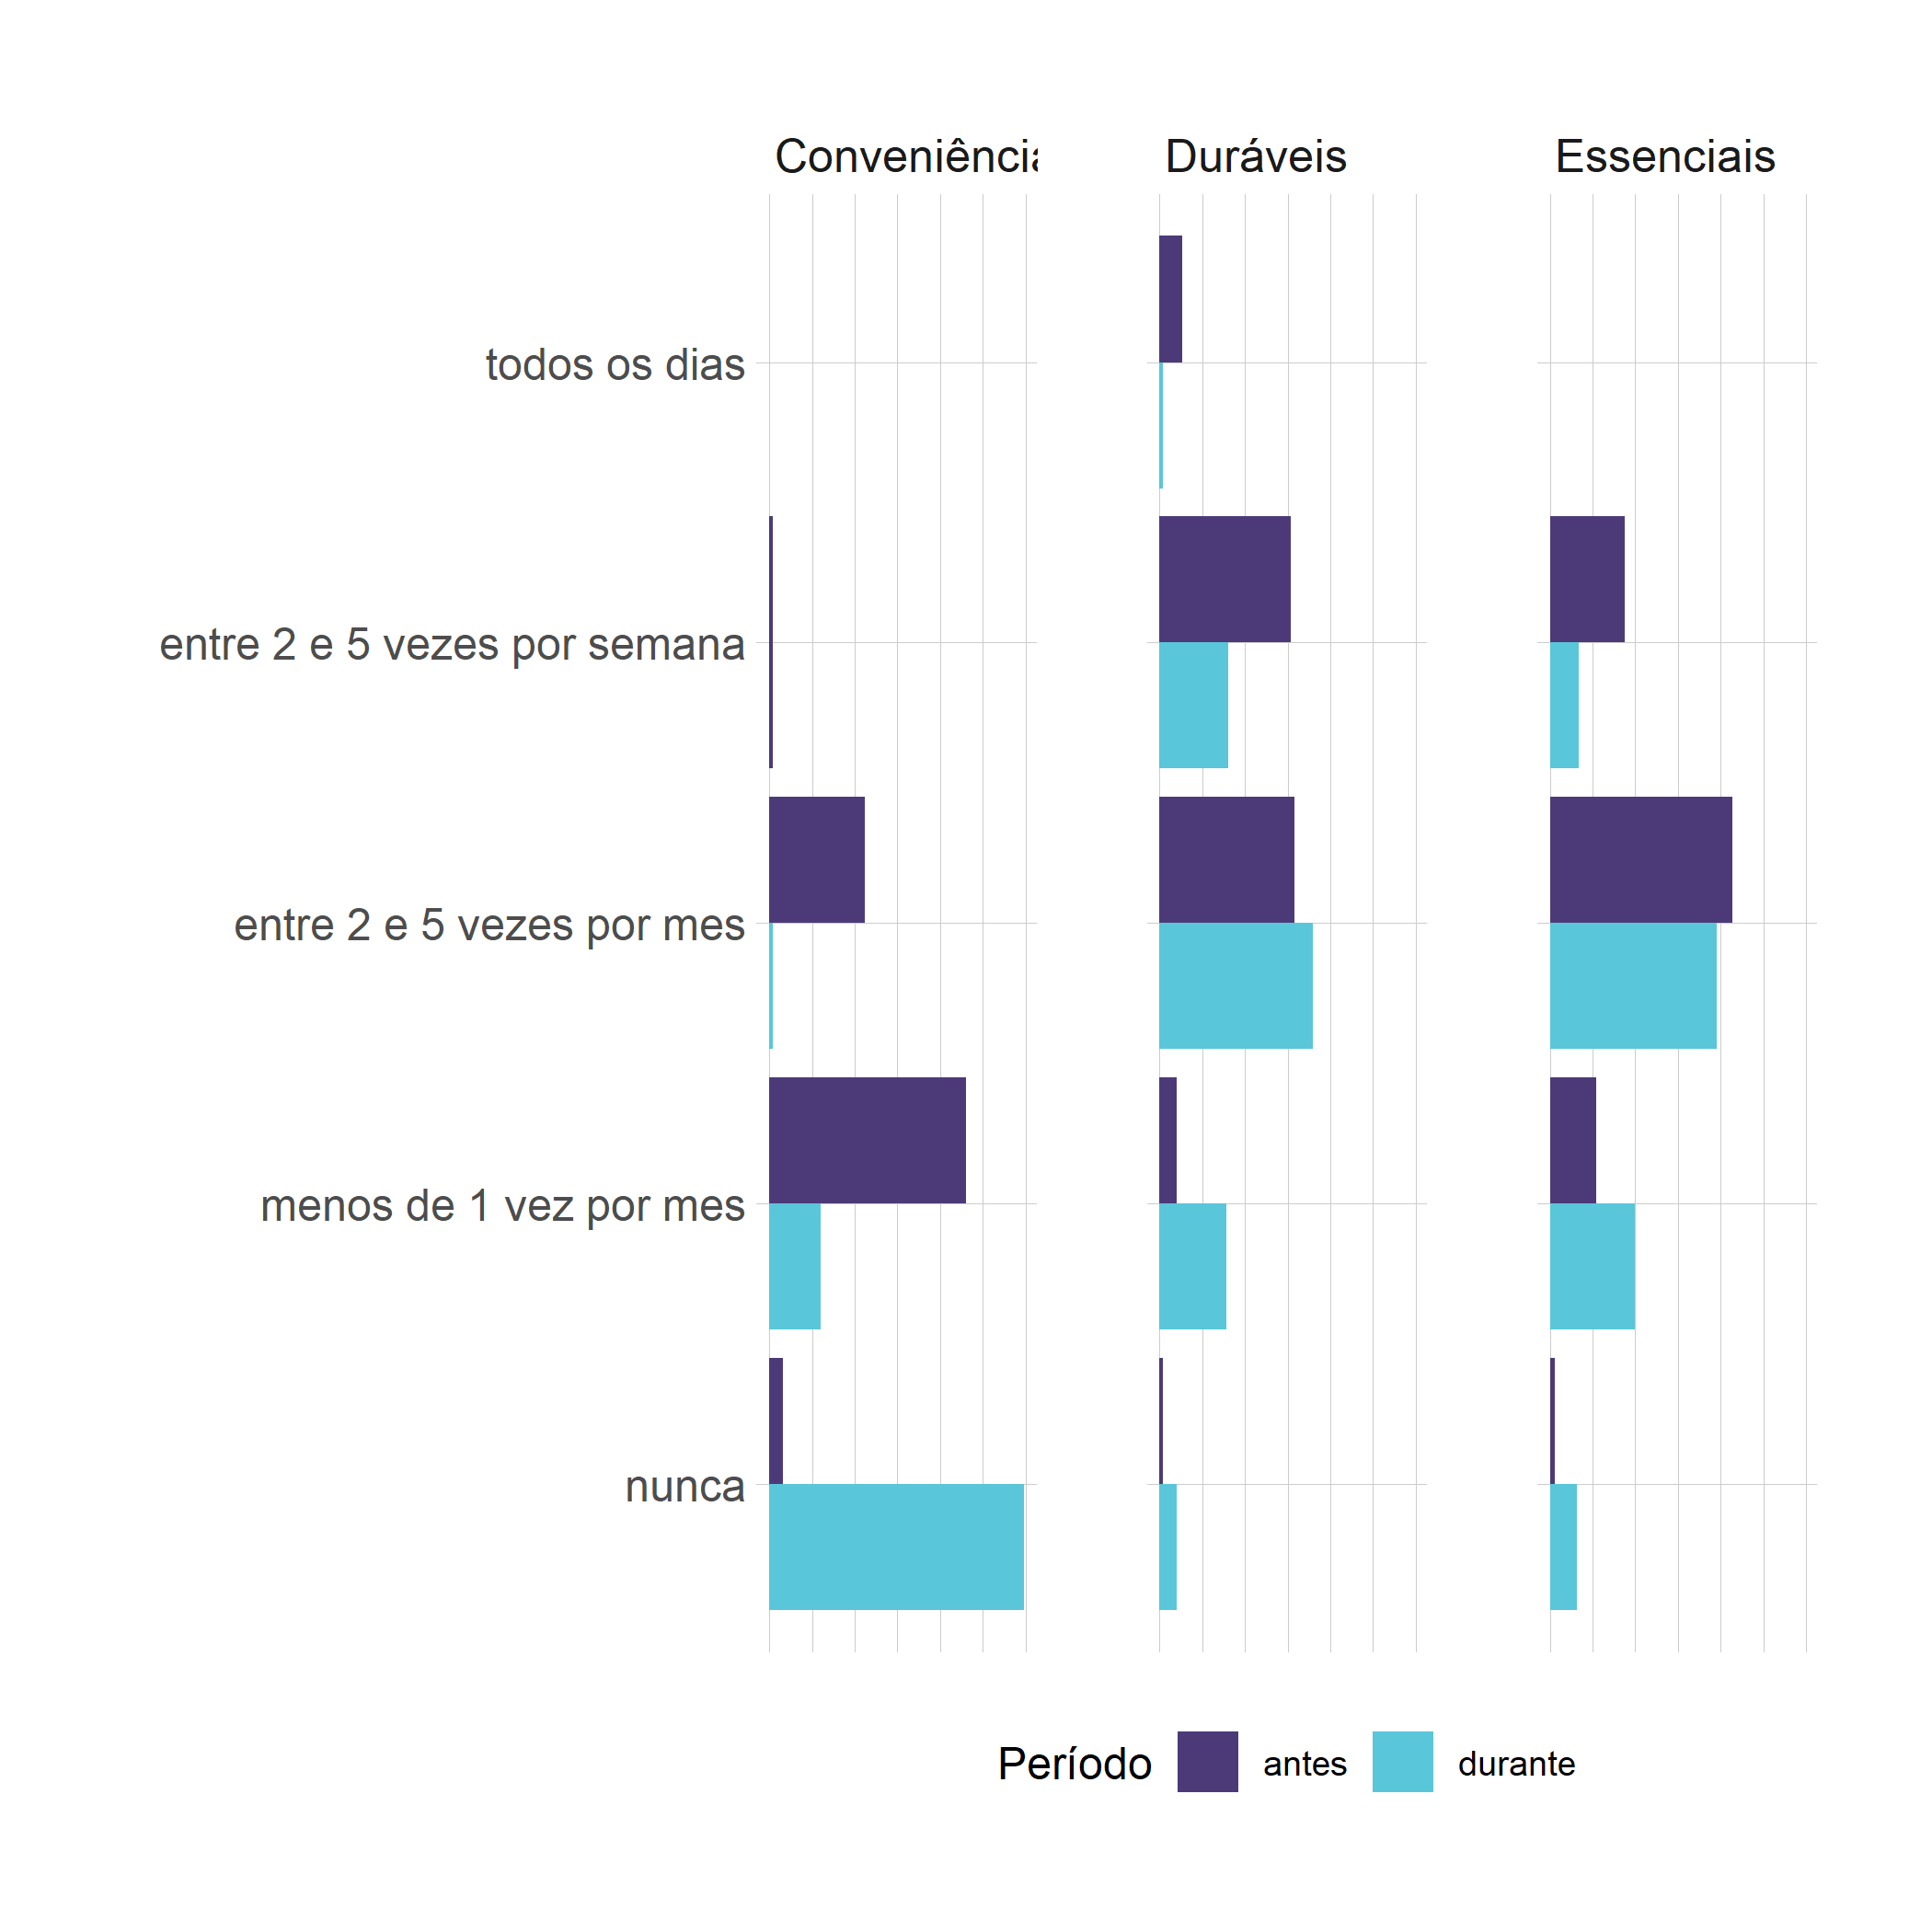 Conveniência Duráveis Essenciais
todos os dias
entre 2 e 5 vezes por semana
entre 2 e 5 vezes por mes
menos de 1 vez por mes
nunca
Período antes durante